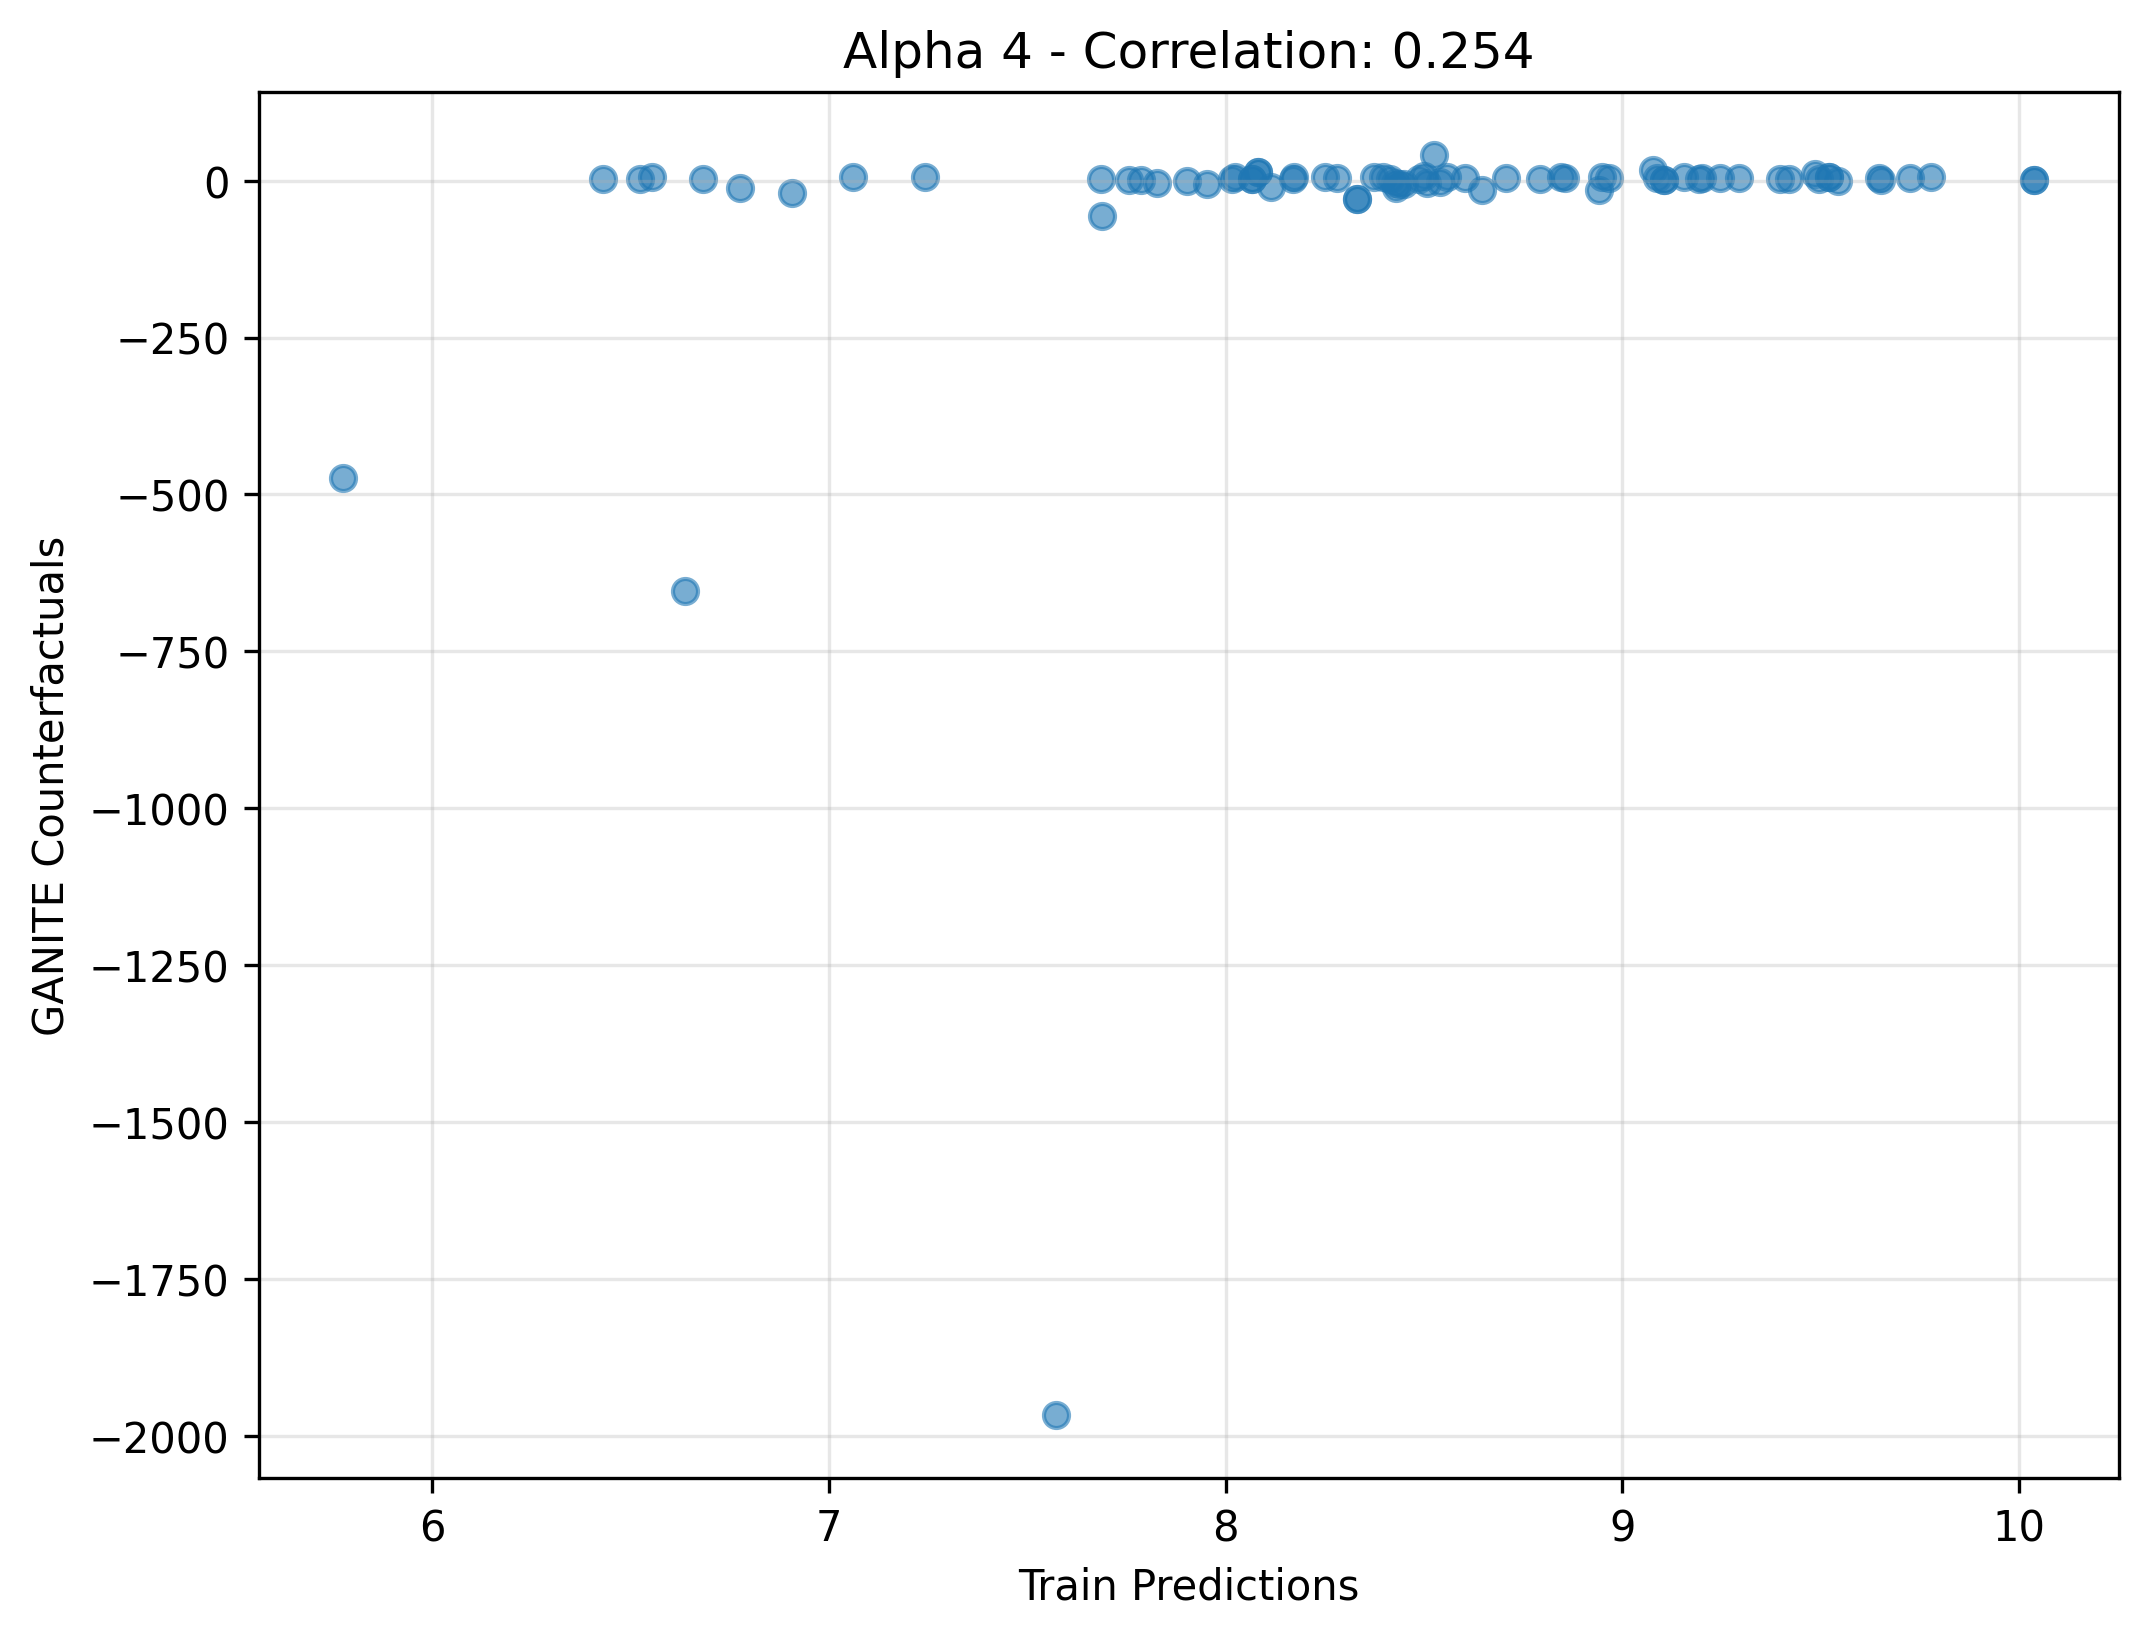 Alpha 4 - Correlation: 0.254
GANITE Counterfactuals
0
−250
−500
−750
−1000
−1250
−1500
−1750
−2000
6 7 8 9 10
Train Predictions